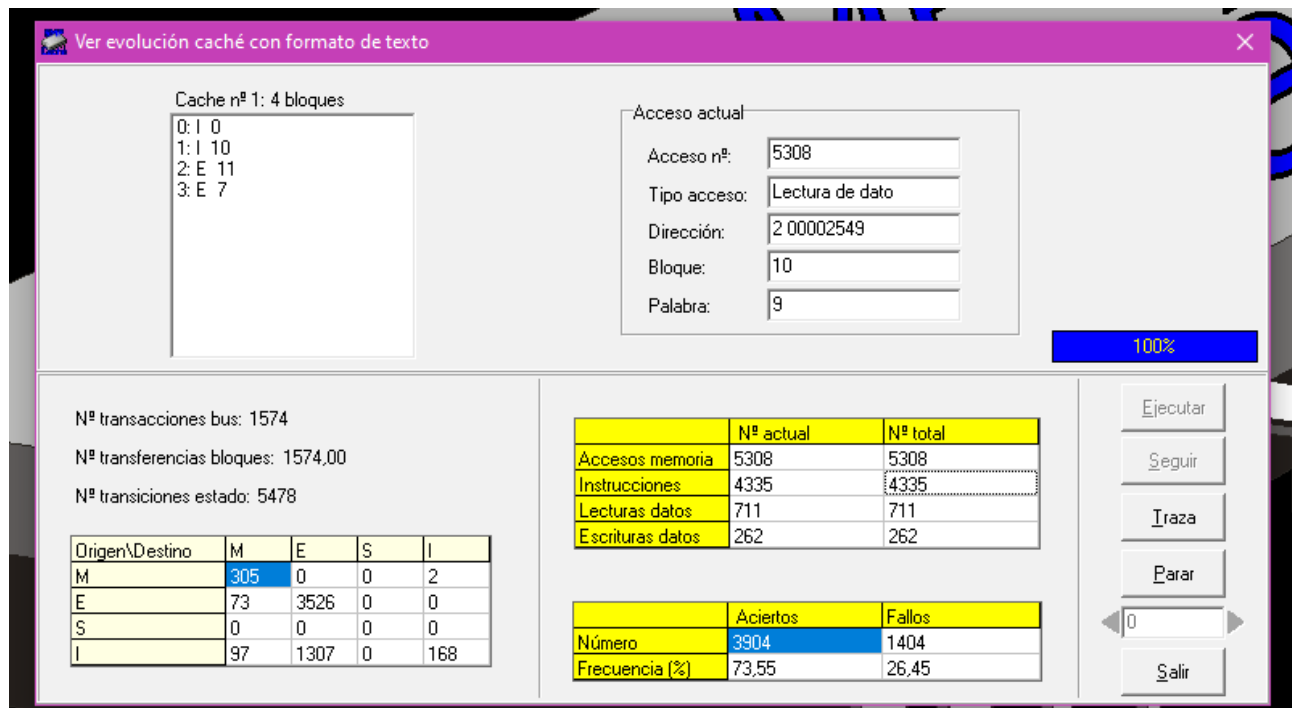 Ver evolución caché con formato de texto
Cache nº 1: 4 bloques
0: I 0
1: I 10
2: E 11
3: E 7
Acceso actual
Acceso nº: 5308
Tipo acceso: Lectura de dato
Dirección: 2 00002549
Bloque: 10
Palabra: 9
100%
Nº transacciones bus: 1574
Nº transferencias bloques: 1574,00
Nº transiciones estado: 5478
Origen\Destino M E S I
M 305 0 0 2
E 73 3526 0 0
S 0 0 0 0
I 97 1307 0 168
Nº actual Nº total
Accesos memoria 5308 5308
Instrucciones 4335 4335
Lecturas datos 711 711
Escrituras datos 262 262
Aciertos Fallos
Número 3904 1404
Frecuencia (%) 73,55 26,45
Ejecutar
Seguir
Traza
Parar
0
Salir